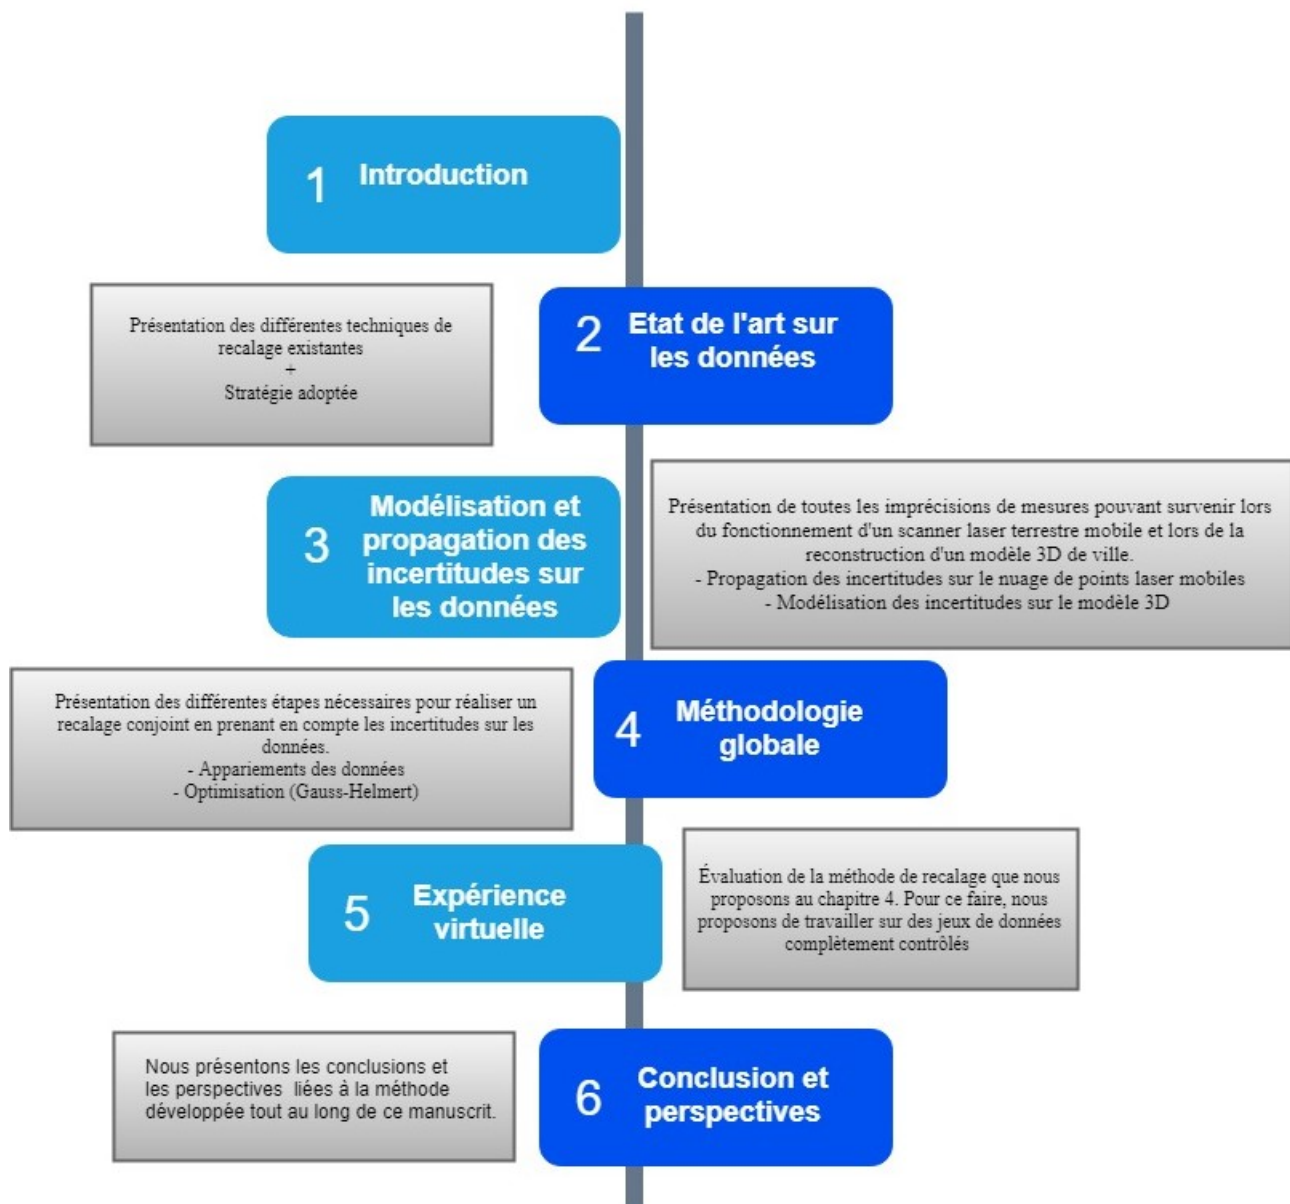 1
Introduction
Présentation des différentes techniques de
recalage existantes
+
Stratégie adoptée
2
Etat de l'art sur
les données
3
Modélisation et
propagation des
incertitudes sur
les données
Présentation de toutes les imprécisions de mesures pouvant survenir lors
du fonctionnement d'un scanner laser terrestre mobile et lors de la
reconstruction d'un modèle 3D de ville.
- Propagation des incertitudes sur le nuage de points laser mobiles
- Modélisation des incertitudes sur le modèle 3D
Présentation des différentes étapes nécessaires pour réaliser un
recalage conjoint en prenant en compte les incertitudes sur les
données.
- Appariements des données
- Optimisation (Gauss-Helmert)
4
Méthodologie
globale
5
Expérience
virtuelle
Évaluation de la méthode de recalage que nous
proposons au chapitre 4. Pour ce faire, nous
proposons de travailler sur des jeux de données
complètement contrôlés
Nous présentons les conclusions et
les perspectives liées à la méthode
développée tout au long de ce manuscrit.
6
Conclusion et
perspectives